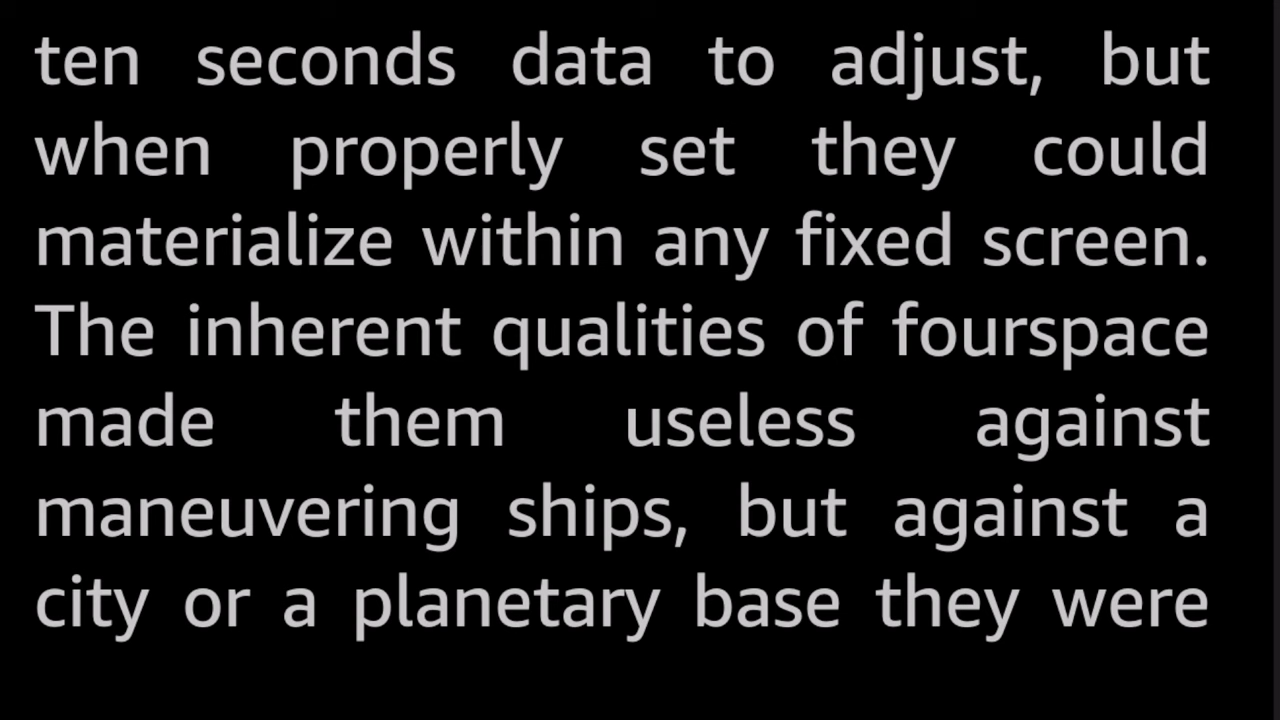 ten seconds data to adjust, but
when properly set they could
materialize within any fixed screen.
The inherent qualities of fourspace
made them useless against
maneuvering ships, but against a
city or a planetary base they were